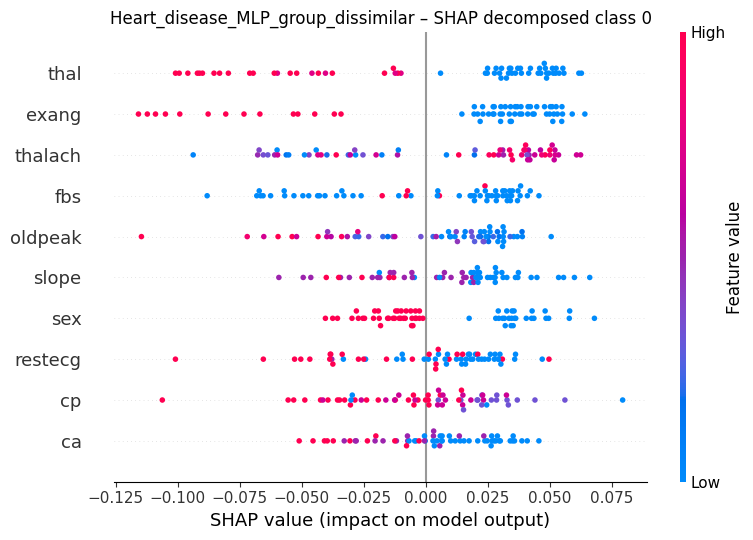 Heart_disease_MLP_group_dissimilar – SHAP decomposed class 0
High
thal
exang
thalach
fbs
oldpeak
slope
sex
restecg
cp
ca
Feature value
Low
−0.125 −0.100 −0.075 −0.050 −0.025 0.000 0.025 0.050 0.075
SHAP value (impact on model output)